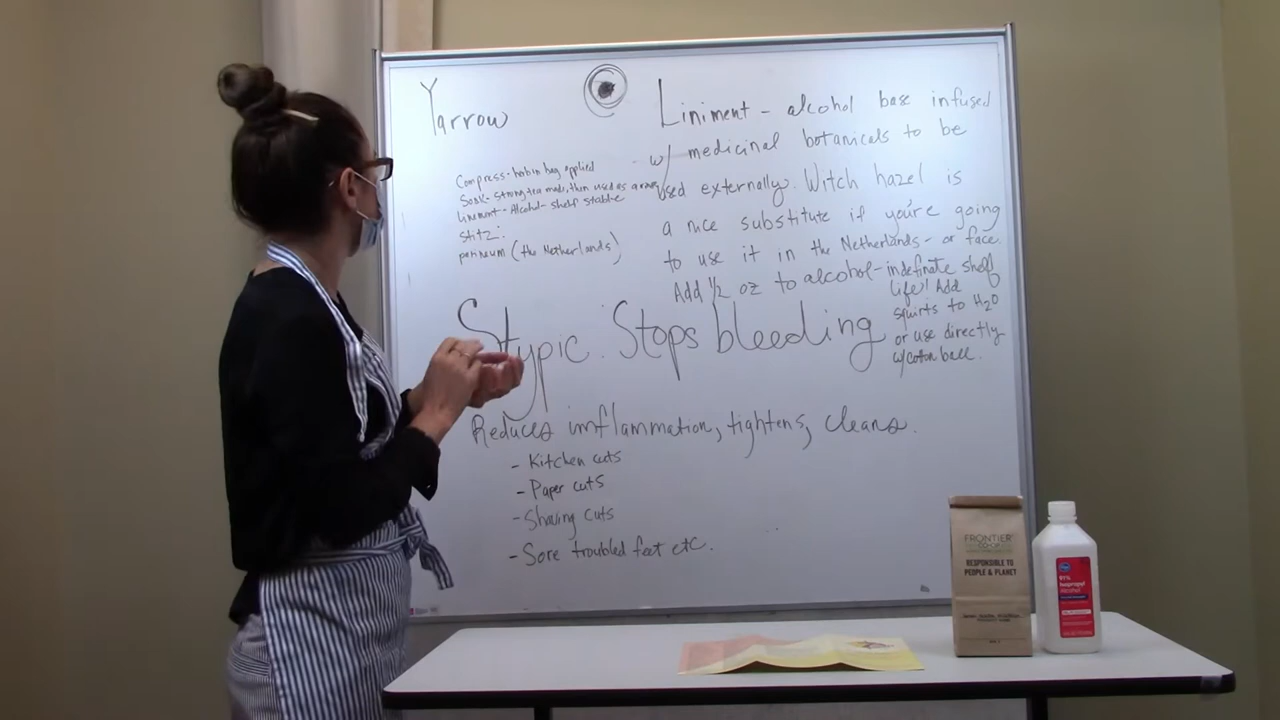 Yarrow
Compress - herbin bag applied
Soak - strong tea made, then used as a
Liniment - Alcohol - shelf stable
Sitz:
perineum (the Netherlands)
Liniment - alcohol base infused
w/ medicinal botanicals to be
used externally. Witch hazel is
a nice substitute if you're going
to use it in the Netherlands - or face.
Add 1/2 oz to alcohol - indefinite shelf
life! Add
squirts to H2O
or use directly
w/ cotton ball.
Stypic. Stops bleeding
Reduces imflammation, tightens, cleans.
- Kitchen cuts
- Paper cuts
- Shaving cuts
- Sore troubled feet etc.
FRONTIER
CO-OP
RESPONSIBLE TO
PEOPLE & PLANET
91%
Isopropyl
Alcohol